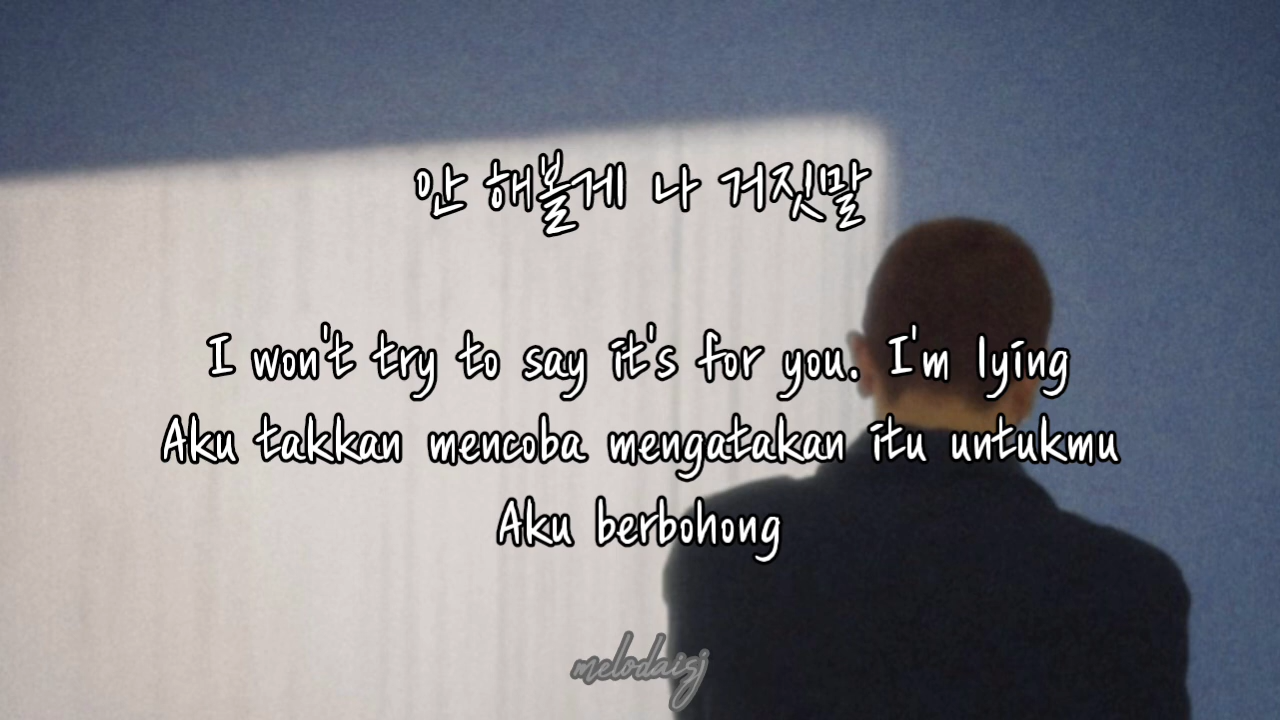 안 해볼게 나 거짓말
I won't try to say it's for you. I'm lying
Aku takkan mencoba mengatakan itu untukmu
Aku berbohong
melodaisj